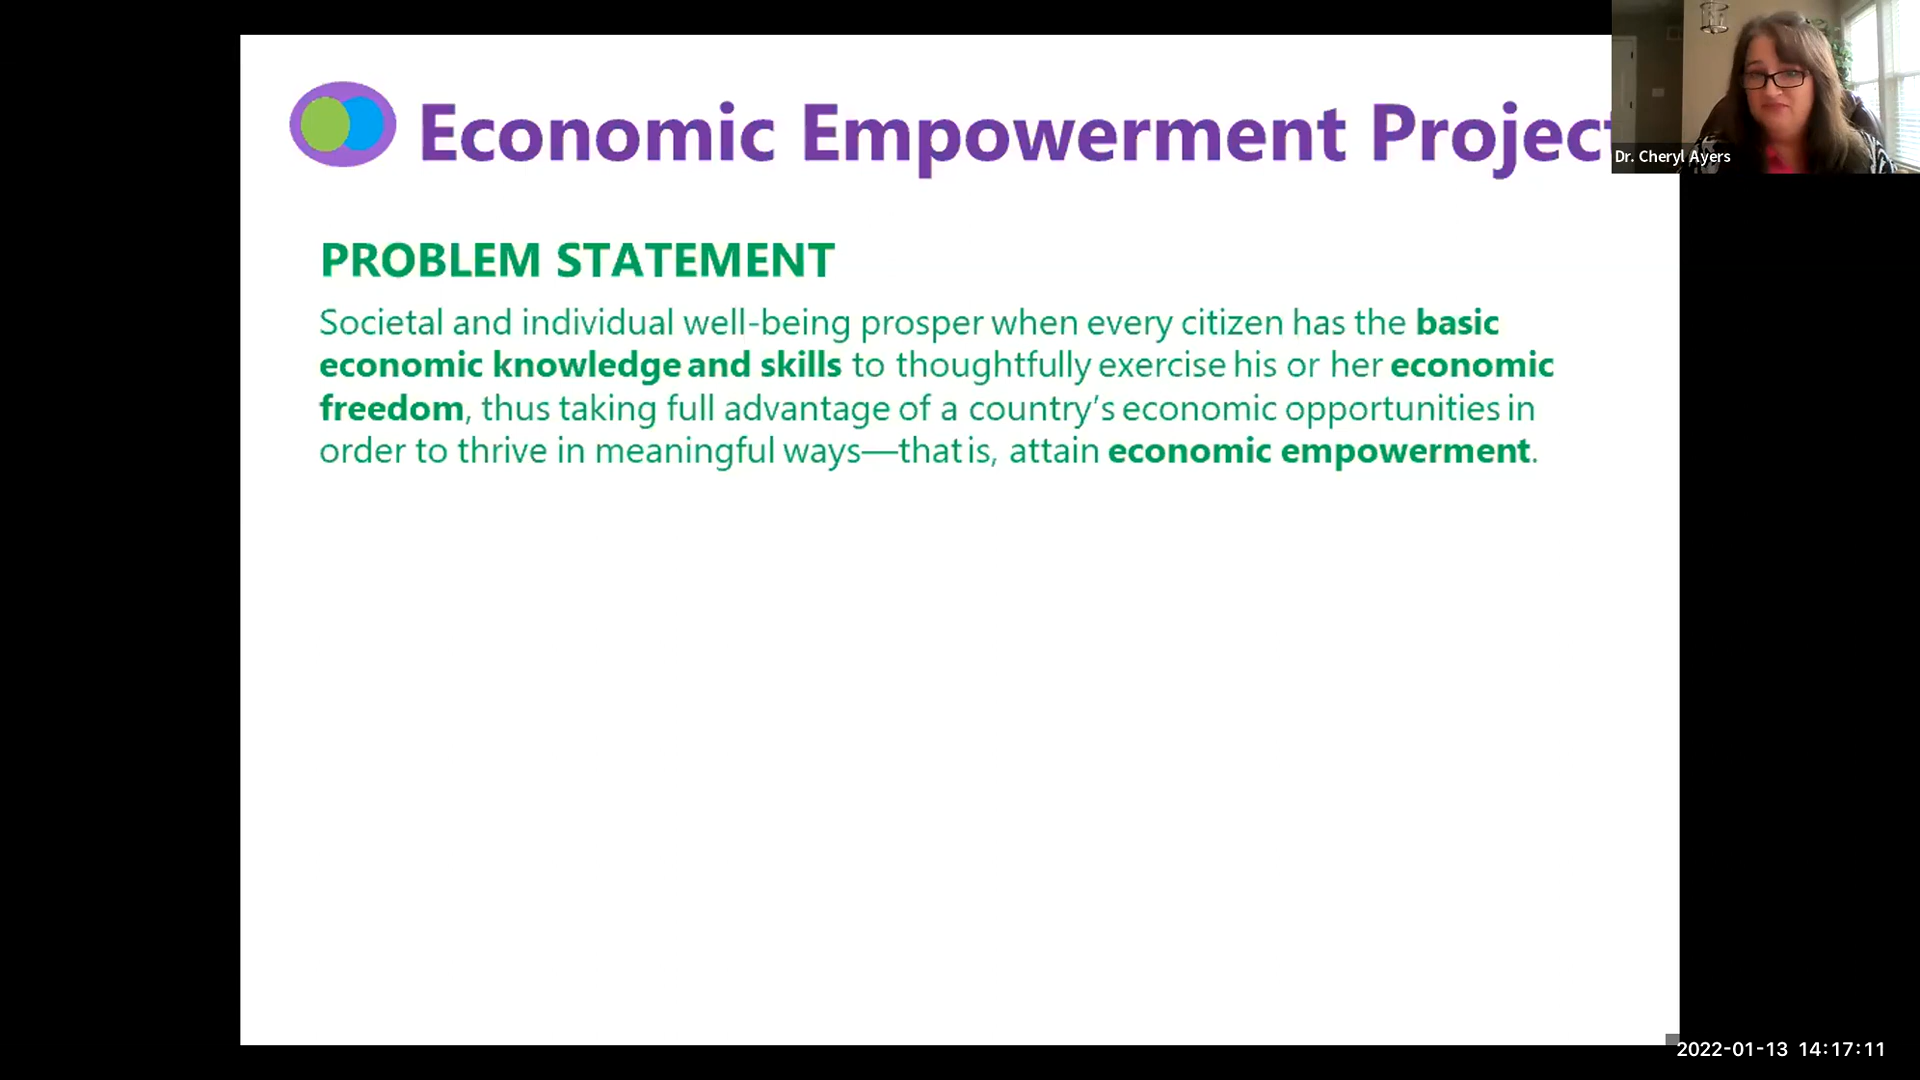 Economic Empowerment Project
Dr. Cheryl Ayers
PROBLEM STATEMENT
Societal and individual well-being prosper when every citizen has the basic
economic knowledge and skills to thoughtfully exercise his or her economic
freedom, thus taking full advantage of a country's economic opportunities in
order to thrive in meaningful ways—that is, attain economic empowerment.
2022-01-13 14:17:11